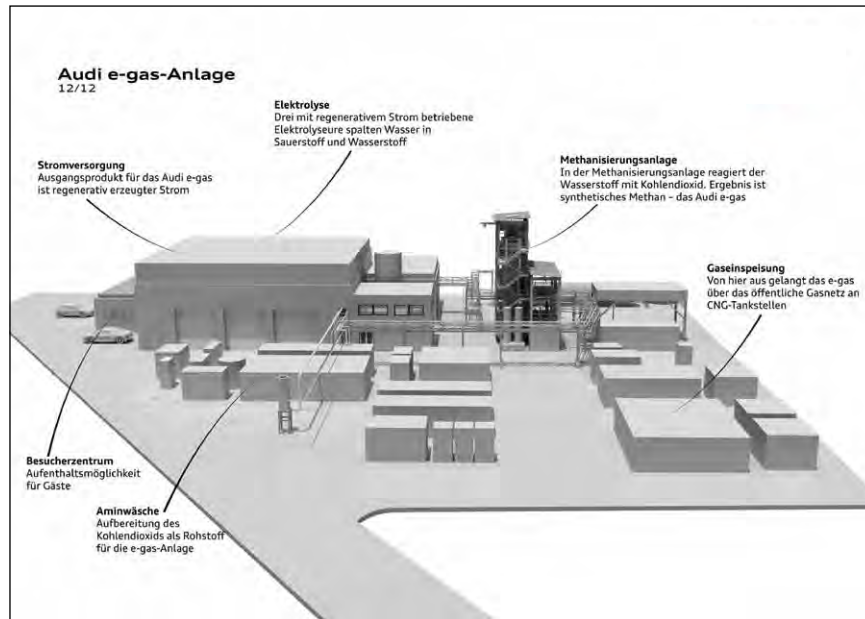 Audi e-gas-Anlage
12/12
Elektrolyse
Drei mit regenerativem Strom betriebene
Elektrolyseure spalten Wasser in
Sauerstoff und Wasserstoff
Stromversorgung
Ausgangsprodukt für das Audi e-gas
ist regenerativ erzeugter Strom
Methanisierungsanlage
In der Methanisierungsanlage reagiert der
Wasserstoff mit Kohlendioxid. Ergebnis ist
synthetisches Methan – das Audi e-gas
Gaseinspeisung
Von hier aus gelangt das e-gas
über das öffentliche Gasnetz an
CNG-Tankstellen
Besucherzentrum
Aufenthaltsmöglichkeit
für Gäste
Aminwäsche
Aufbereitung des
Kohlendioxids als Rohstoff
für die e-gas-Anlage